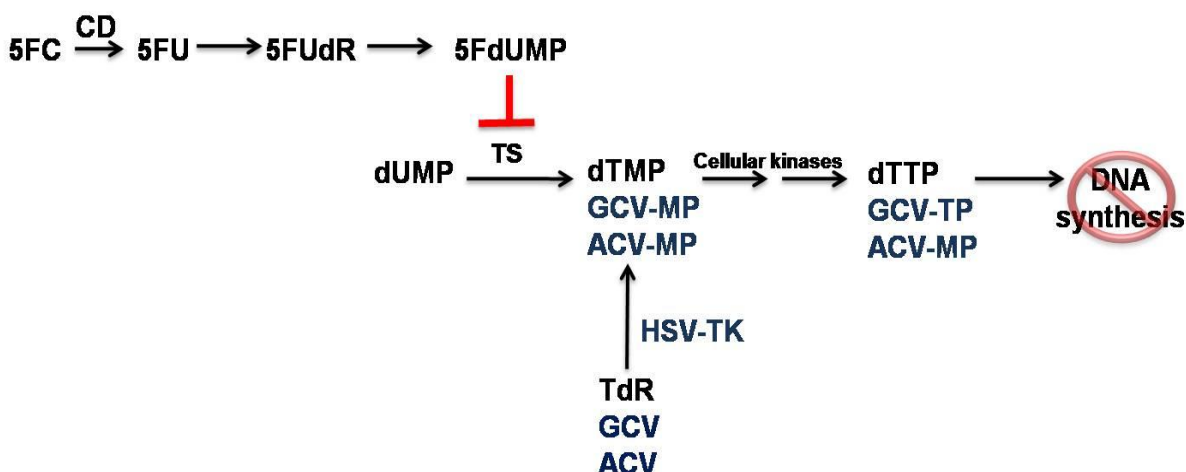 CD
5FC 5FU 5FUdR 5FdUMP
TS
dUMP dTMP Cellular kinases dTTP DNA
GCV-MP GCV-TP synthesis
ACV-MP ACV-MP
HSV-TK
TdR
GCV
ACV